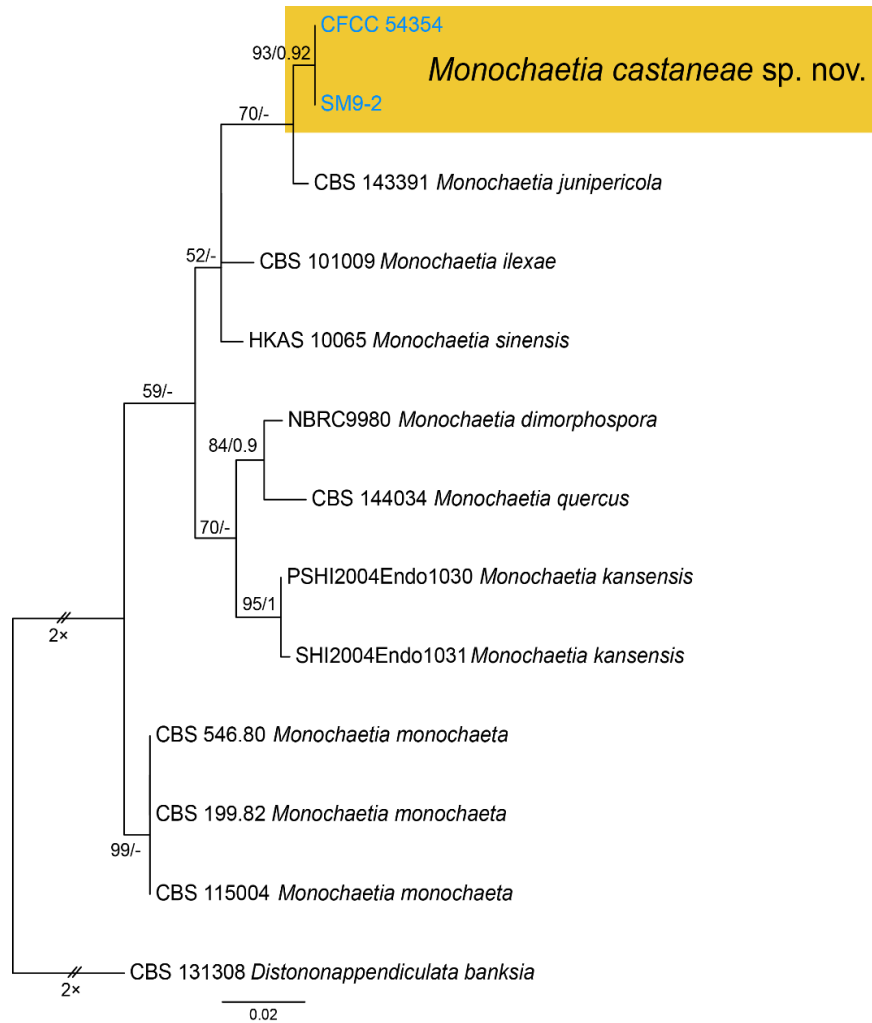 CFCC 54354
93/0.92
Monochaetia castaneae sp. nov.
SM9-2
70/-
CBS 143391 Monochaetia junipericola
52/-
CBS 101009 Monochaetia ilexae
HKAS 10065 Monochaetia sinensis
59/-
NBRC9980 Monochaetia dimorphospora
84/0.9
CBS 144034 Monochaetia quercus
70/-
PSHI2004Endo1030 Monochaetia kansensis
95/1
SHI2004Endo1031 Monochaetia kansensis
2×
CBS 546.80 Monochaetia monochaeta
CBS 199.82 Monochaetia monochaeta
99/-
CBS 115004 Monochaetia monochaeta
CBS 131308 Distononappendiculata banksia
2×
0.02